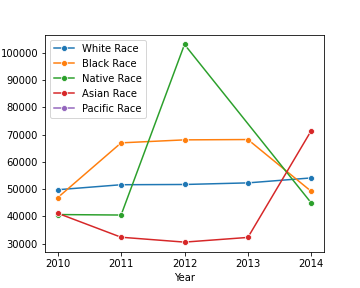 100000
90000
80000
70000
60000
50000
40000
30000
White Race
Black Race
Native Race
Asian Race
Pacific Race
2010 2011 2012 2013 2014
Year